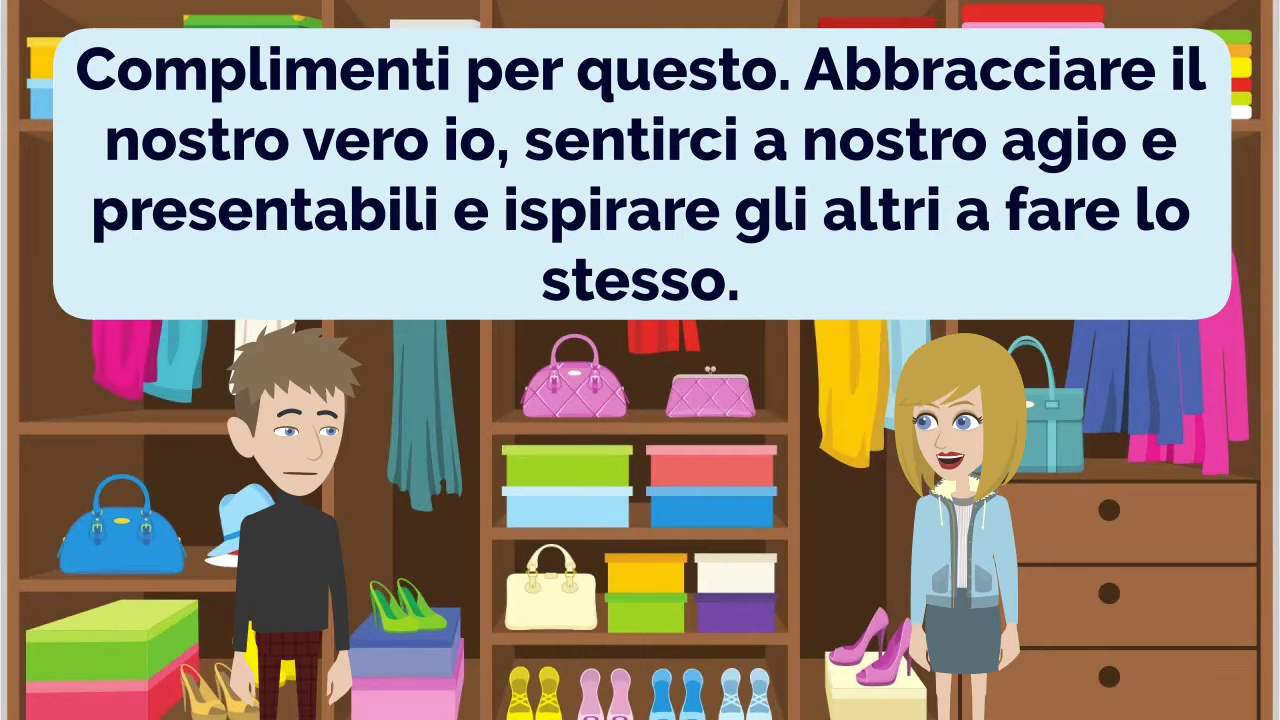 Complimenti per questo. Abbracciare il
nostro vero io, sentirci a nostro agio e
presentabili e ispirare gli altri a fare lo
stesso.